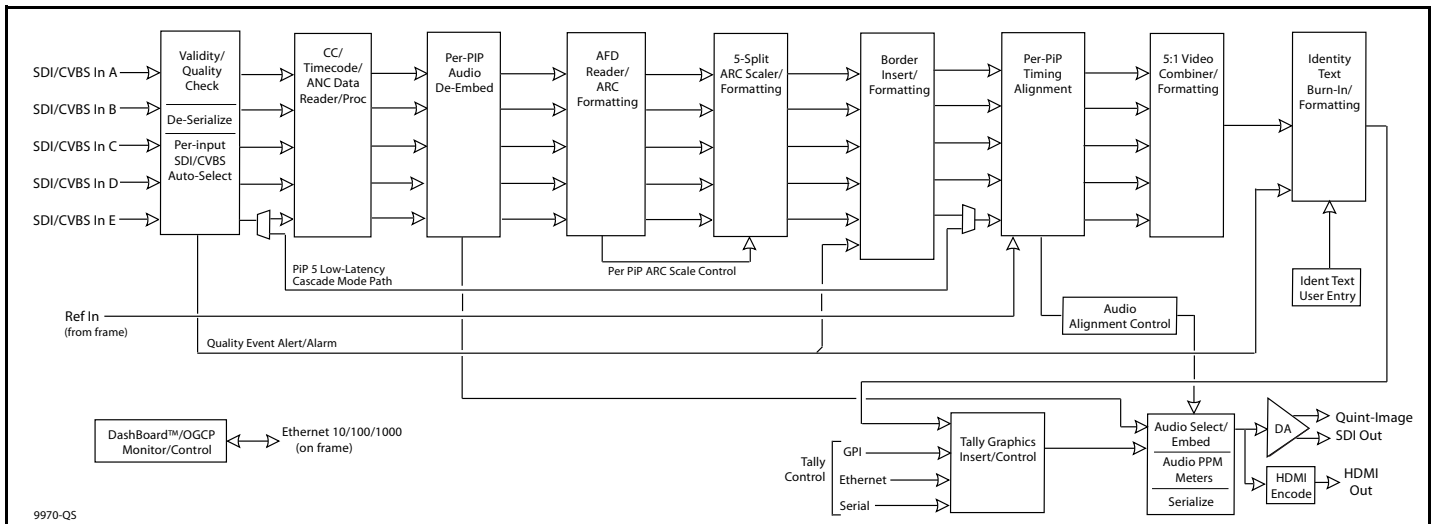 Validity/
Quality
Check
De-Serialize
Per-input
SDI/CVBS
Auto-Select
CC/
Timecode/
ANC Data
Reader/Proc
Per-PIP
Audio
De-Embed
AFD
Reader/
ARC
Formatting
5-Split
ARC Scaler/
Formatting
Border
Insert/
Formatting
Per-PiP
Timing
Alignment
5:1 Video
Combiner/
Formatting
Identity
Text
Burn-In/
Formatting
SDI/CVBS In A
SDI/CVBS In B
SDI/CVBS In C
SDI/CVBS In D
SDI/CVBS In E
PiP 5 Low-Latency
Cascade Mode Path
Per PiP ARC Scale Control
Ident Text
User Entry
Ref In
(from frame)
Audio
Alignment Control
Quality Event Alert/Alarm
DashBoard™/OGCP
Monitor/Control
Ethernet 10/100/1000
(on frame)
Tally
Control
GPI
Ethernet
Serial
Tally Graphics
Insert/Control
Audio Select/
Embed
Audio PPM
Meters
Serialize
DA
Quint-Image
SDI Out
HDMI
Encode
HDMI
Out
9970-QS